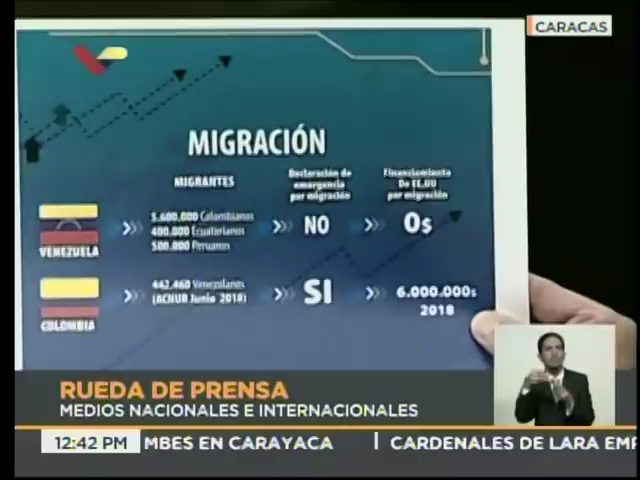 CARACAS
MIGRACIÓN
MIGRANTES
Declaración de
emergencia
por migración
Financiamiento
De EE.UU
por migración
5.600.000 Colombianos
400.000 Ecuatorianos
500.000 Peruanos
NO
0$
VENEZUELA
442.460 Venezolanos
(ACNUR Junio 2018)
SI
6.000.000$
2018
COLOMBIA
RUEDA DE PRENSA
MEDIOS NACIONALES E INTERNACIONALES
12:42 PM MBES EN CARAYACA | CARDENALES DE LARA EMP